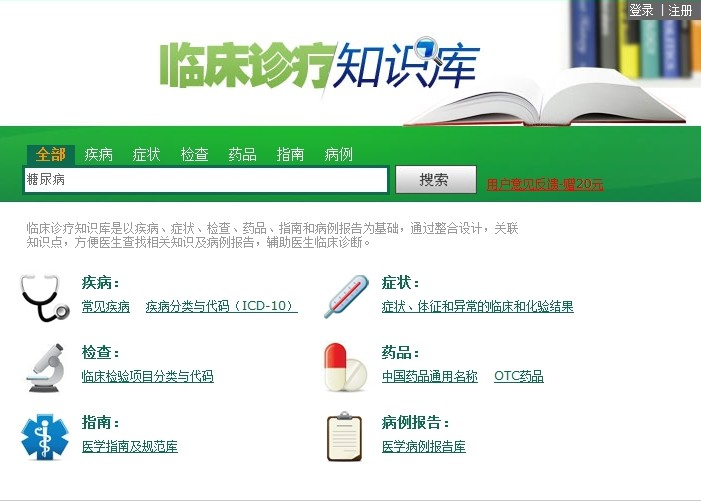 登录 | 注册
临床诊疗知识库
全部 疾病 症状 检查 药品 指南 病例
糖尿病 搜索 用户意见反馈-赠20元
临床诊疗知识库是以疾病、症状、检查、药品、指南和病例报告为基础，通过整合设计，关联
知识点，方便医生查找相关知识及病例报告，辅助医生临床诊断。
疾病：
常见疾病 疾病分类与代码（ICD-10）
症状：
症状、体征和异常的临床和化验结果
检查：
临床检验项目分类与代码
药品：
中国药品通用名称 OTC药品
指南：
医学指南及规范库
病例报告：
医学病例报告库